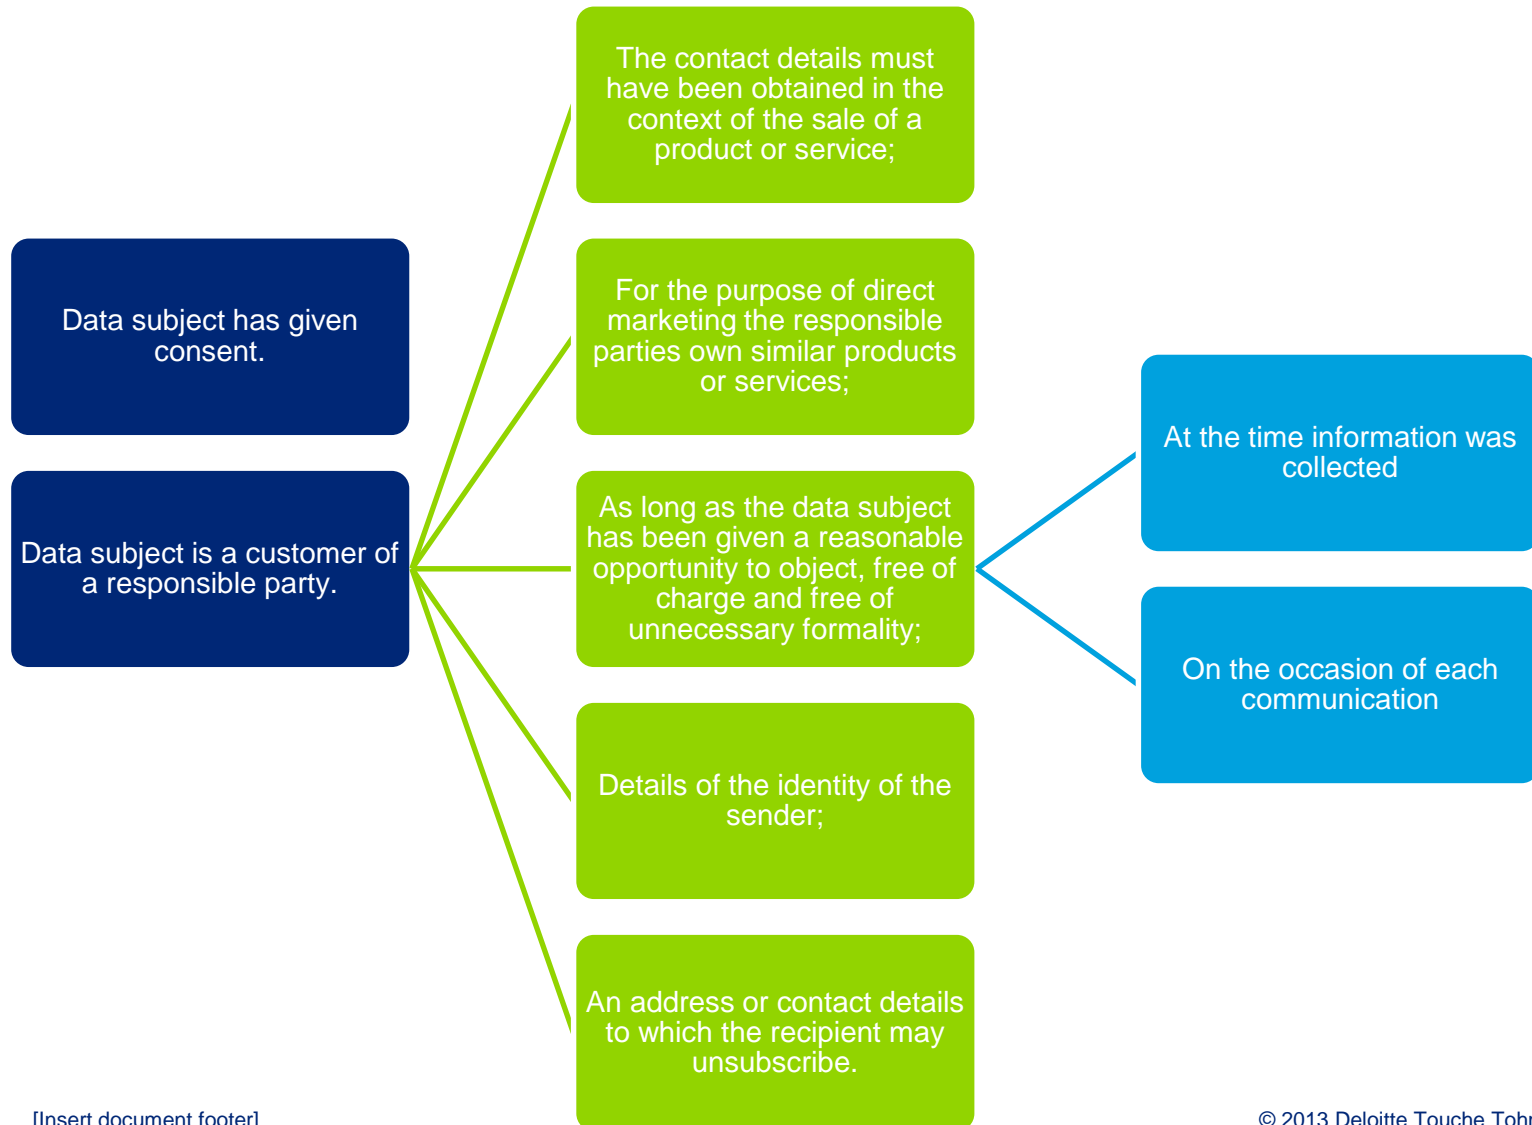 The contact details must
have been obtained in the
context of the sale of a
product or service;
Data subject has given
consent.
For the purpose of direct
marketing the responsible
parties own similar products
or services;
At the time information was
collected
Data subject is a customer of
a responsible party.
As long as the data subject
has been given a reasonable
opportunity to object, free of
charge and free of
unnecessary formality;
On the occasion of each
communication
Details of the identity of the
sender;
An address or contact details
to which the recipient may
unsubscribe.
[Insert document footer]
© 2013 Deloitte Touche